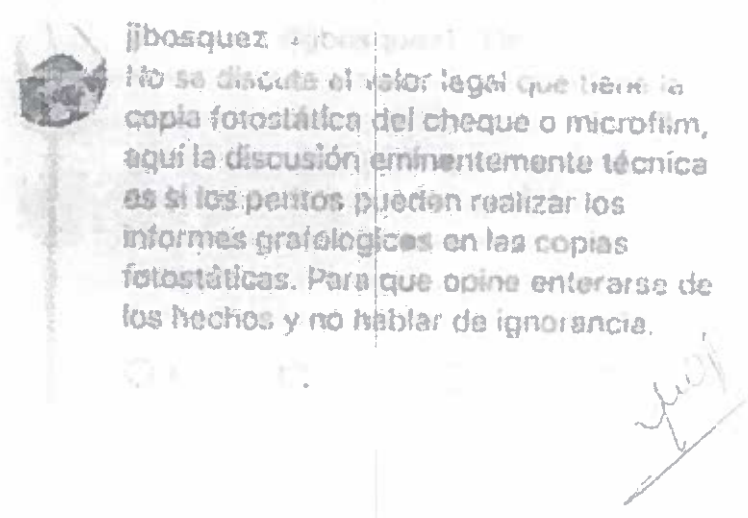 jjbosquez
No se discute el valor legal que tiene la
copia fotostática del cheque o microfilm,
aquí la discusión eminentemente técnica
es si los peritos pueden realizar los
informes grafologicos en las copias
fotostáticas. Para que opine enterarse de
los hechos y no hablar de ignorancia.